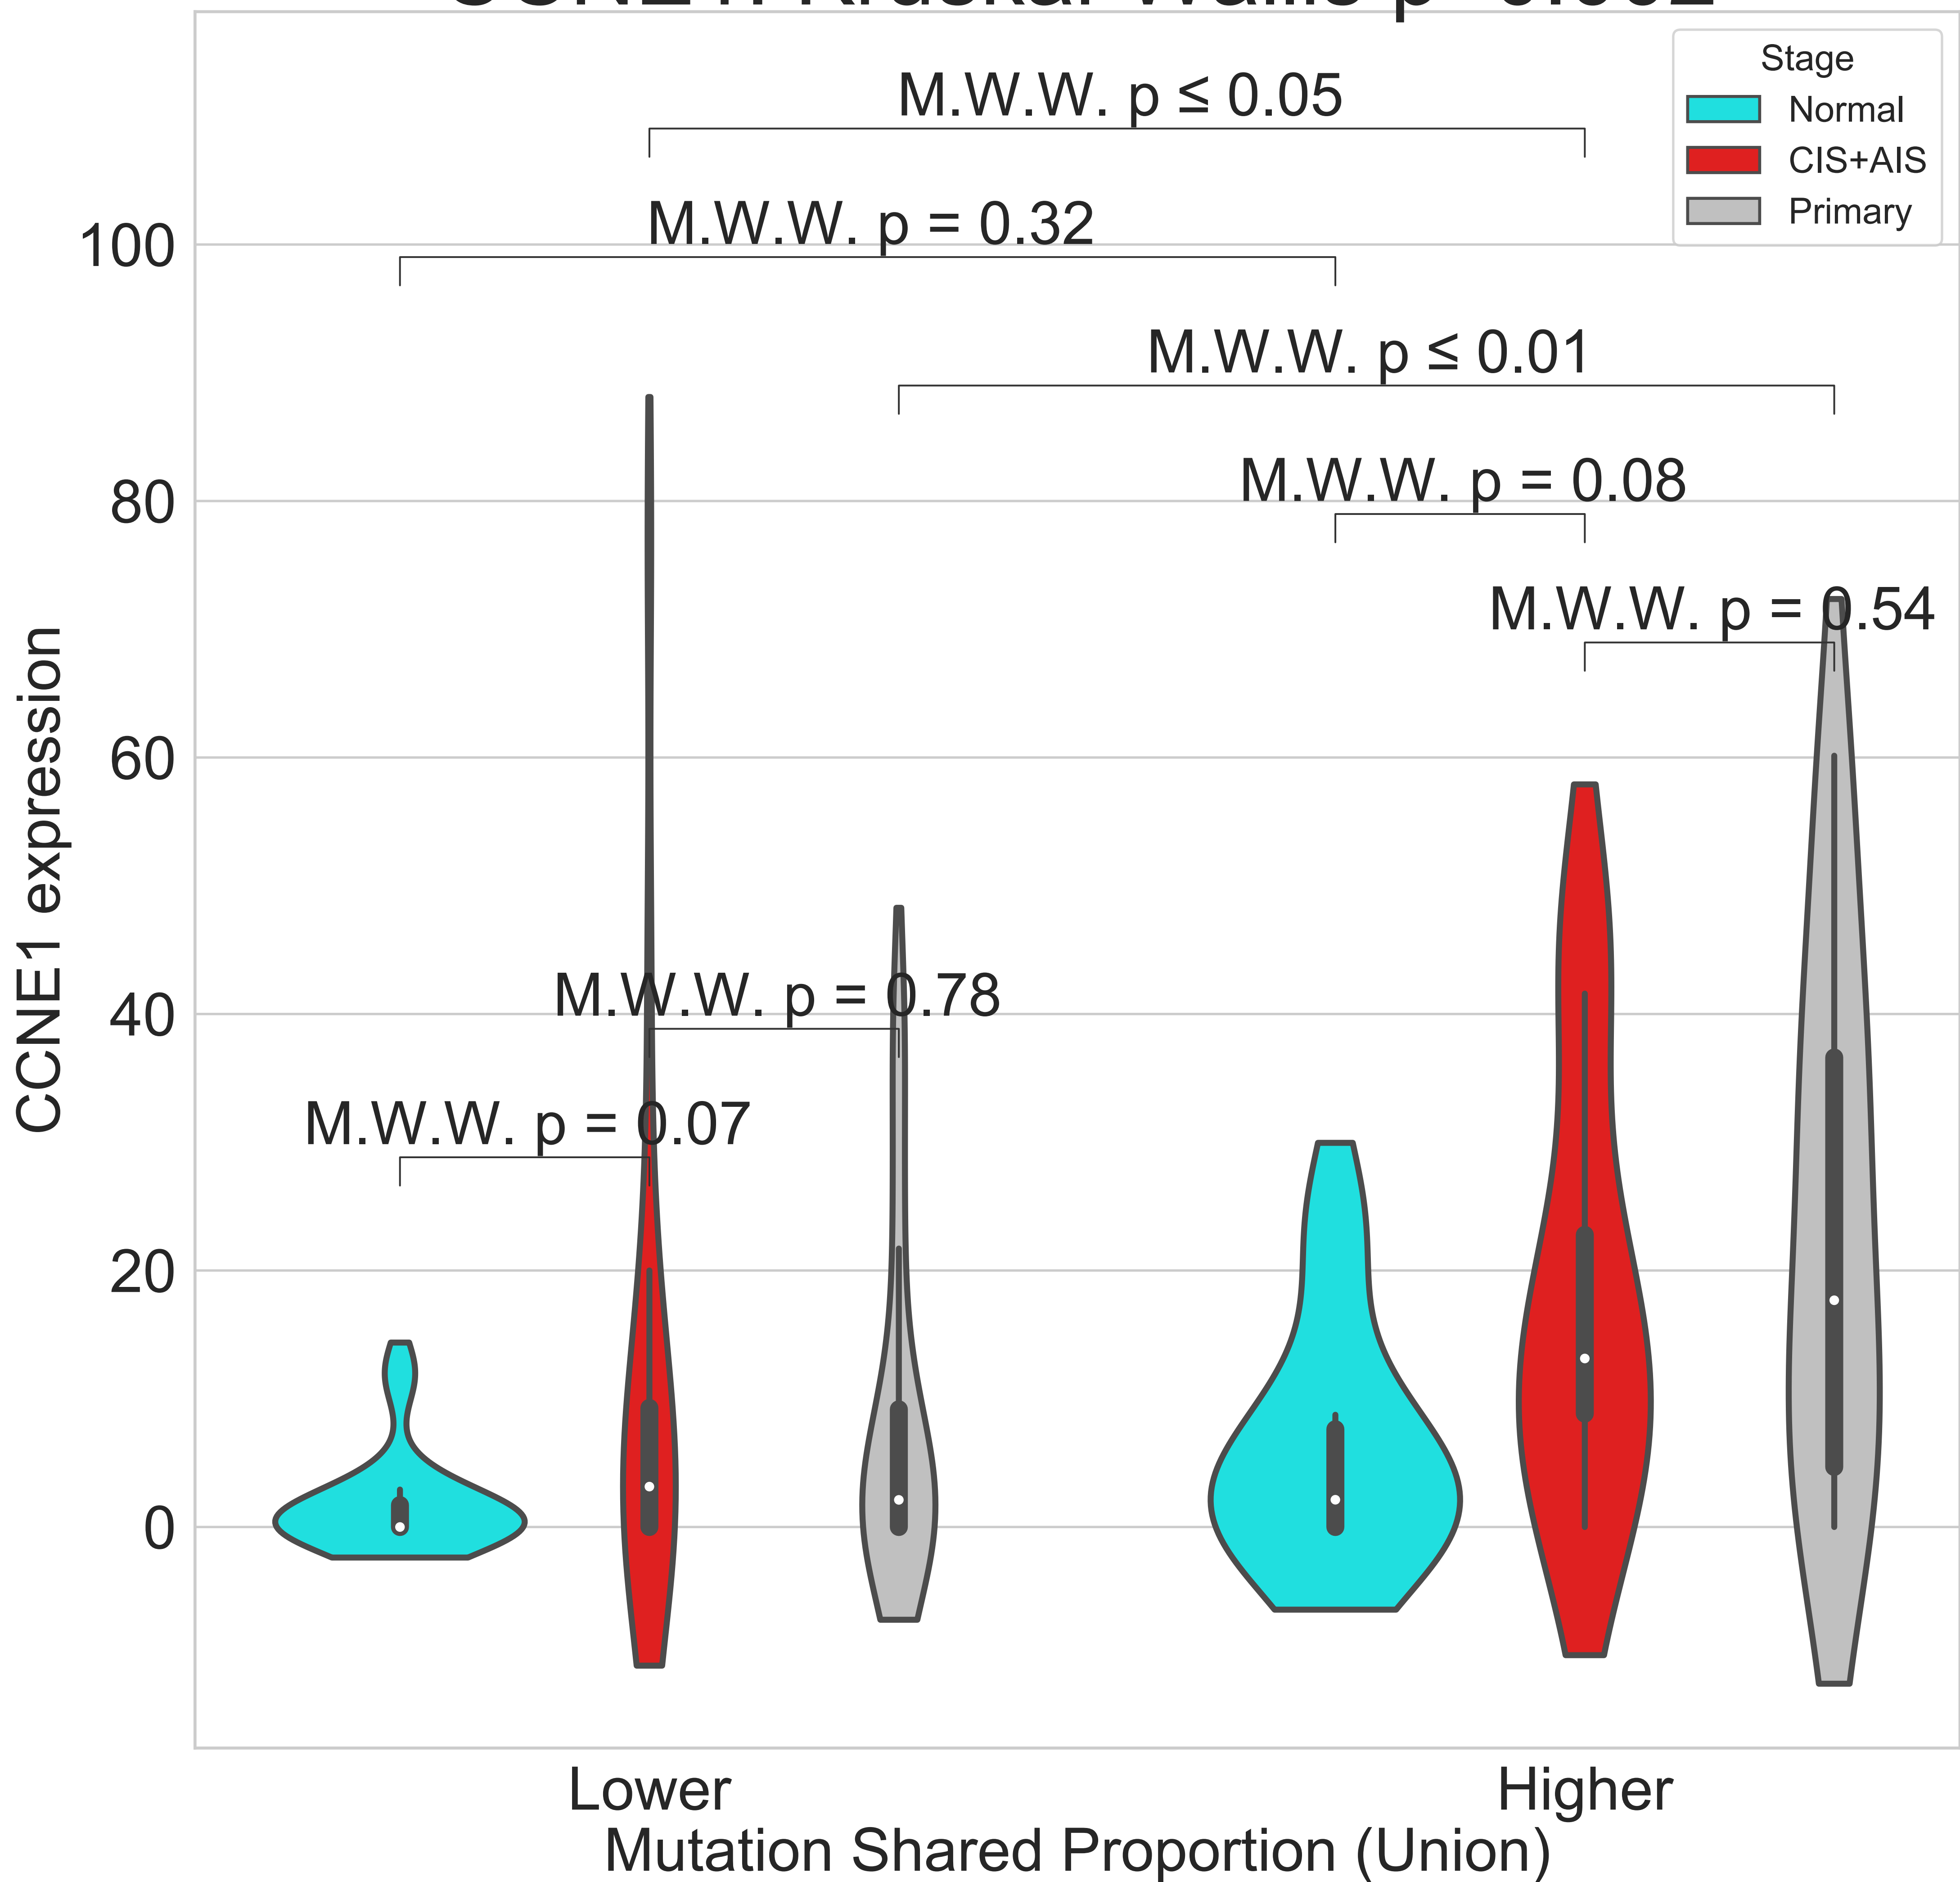 Stage
Normal
CIS+AIS
Primary
M.W.W. p ≤ 0.05
M.W.W. p = 0.32
M.W.W. p ≤ 0.01
M.W.W. p = 0.08
M.W.W. p = 0.54
M.W.W. p = 0.78
M.W.W. p = 0.07
100
80
60
40
20
0
CCNE1 expression
Lower
Higher
Mutation Shared Proportion (Union)